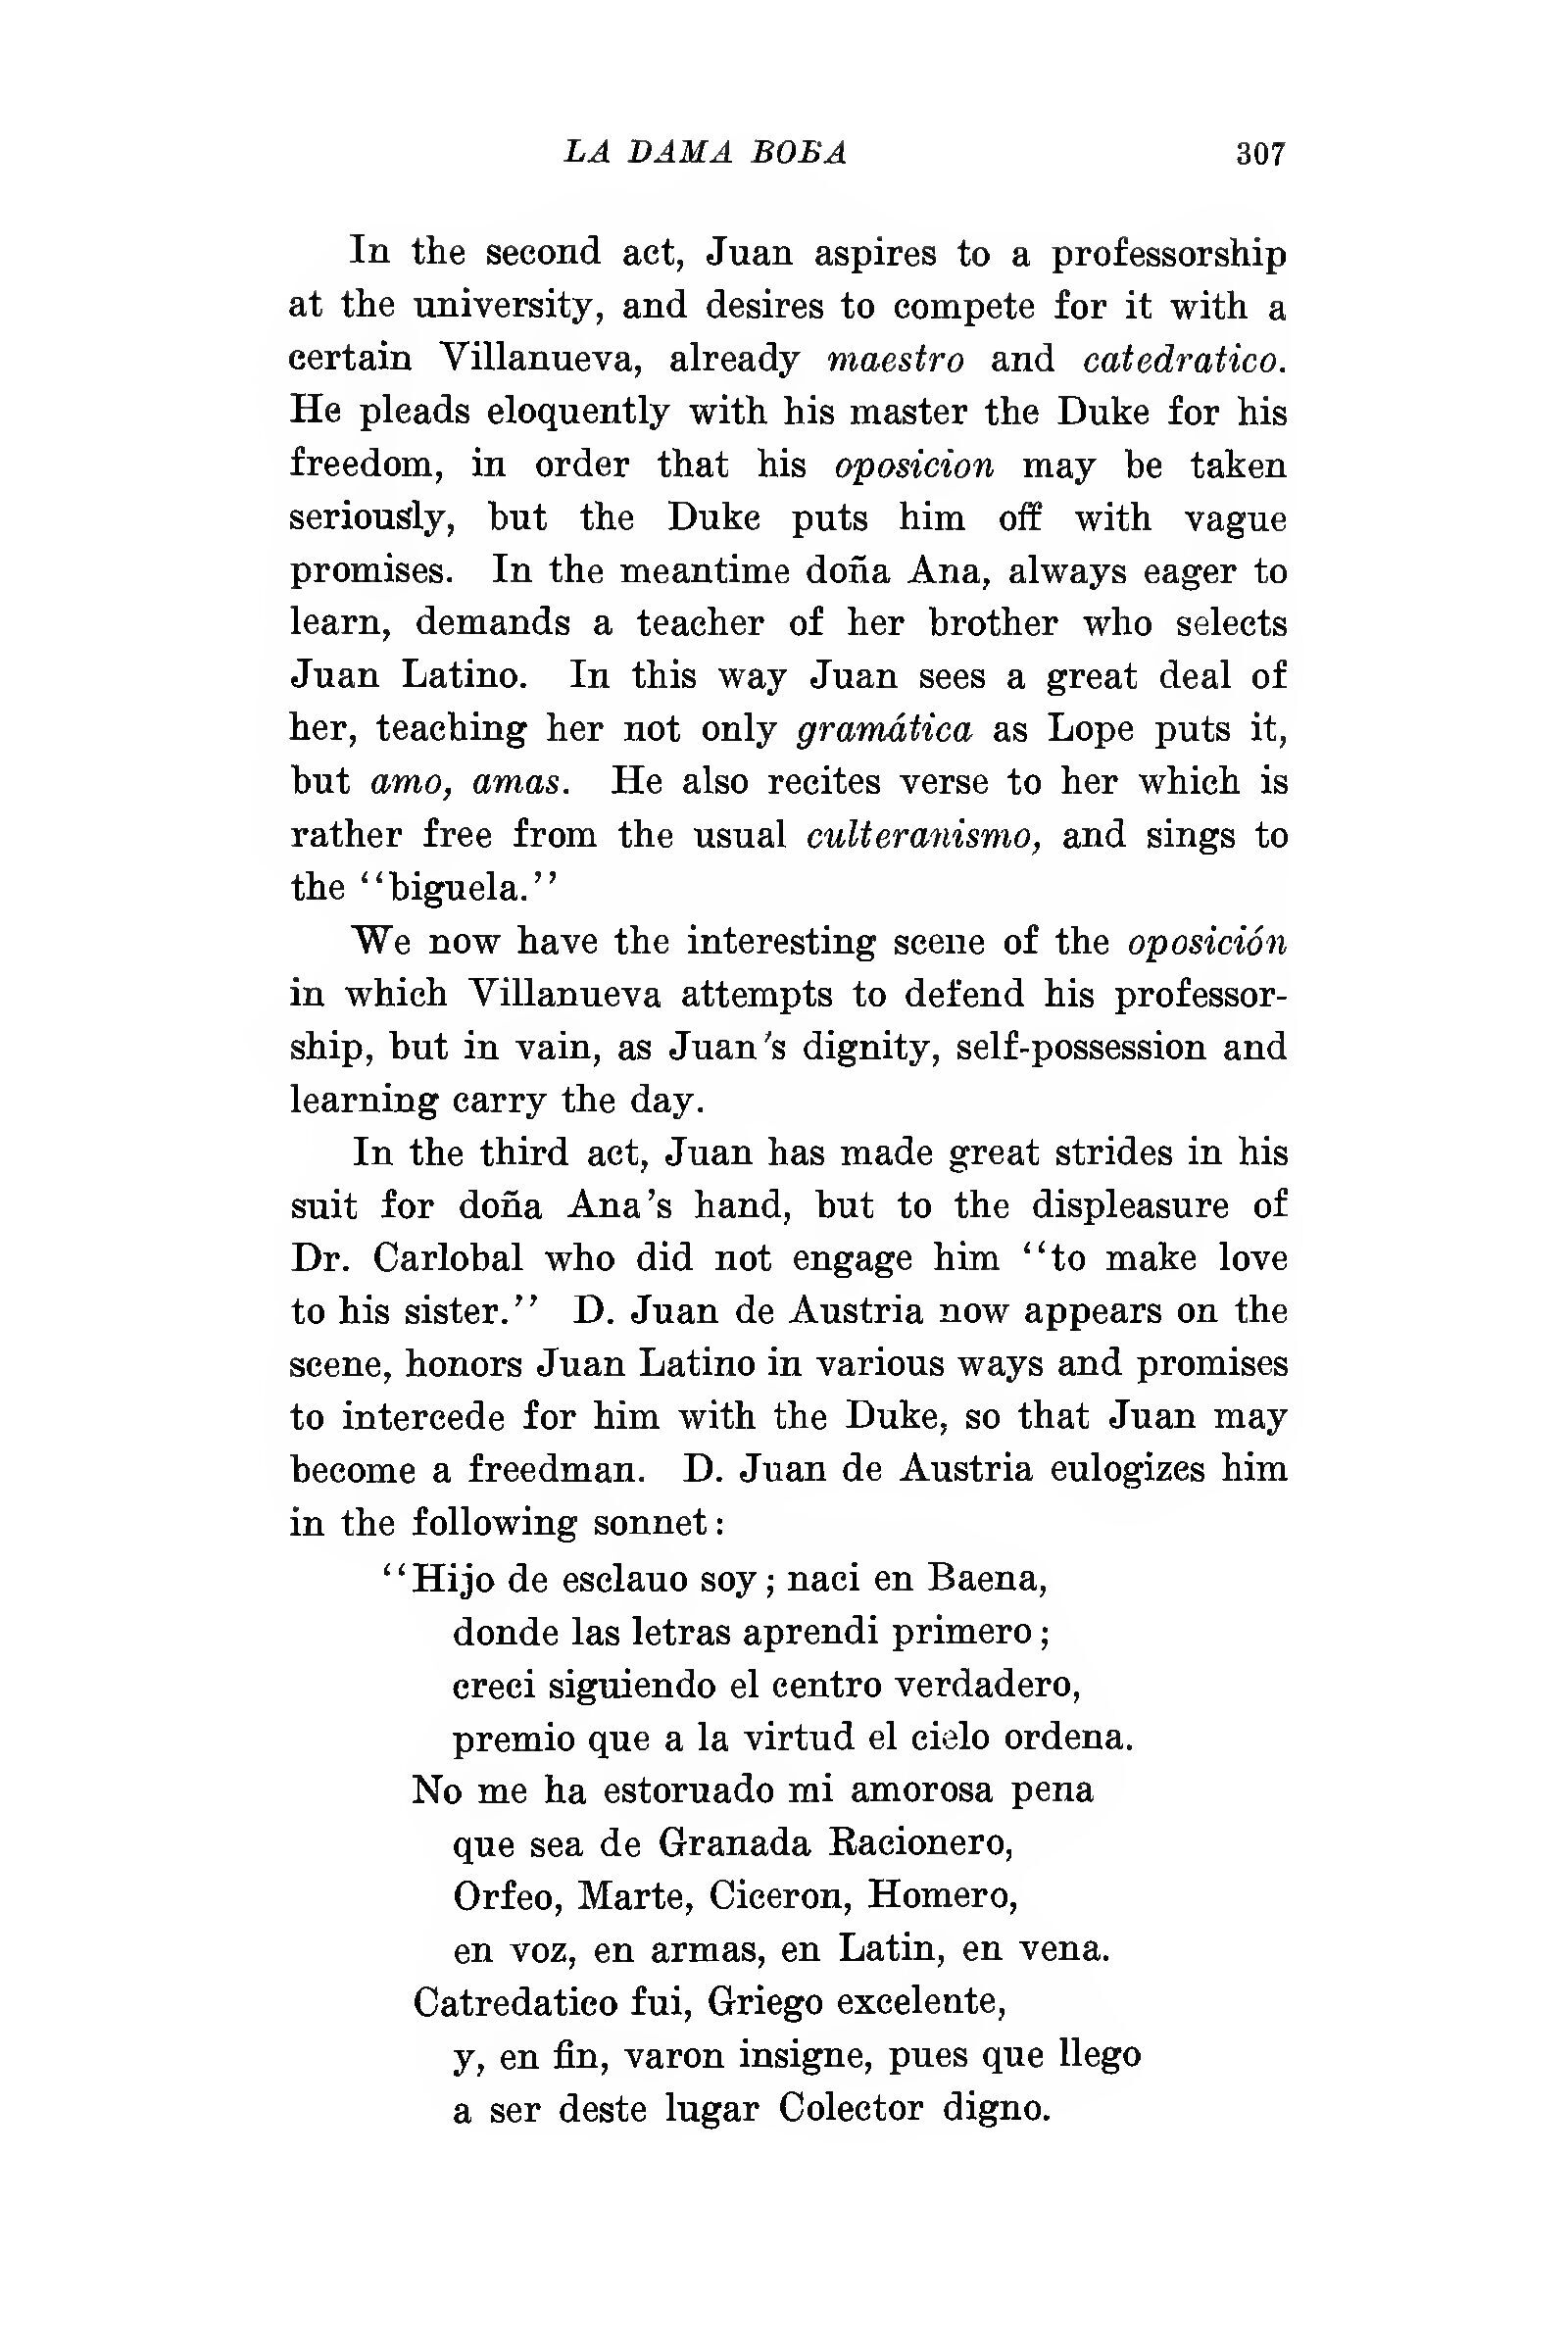 LA DAMA BOBA 307
In the second act, Juan aspires to a professorship
at the university, and desires to compete for it with a
certain Villanueva, already maestro and catedratico.
He pleads eloquently with his master the Duke for his
freedom, in order that his oposicion may be taken
seriously, but the Duke puts him off with vague
promises. In the meantime doña Ana, always eager to
learn, demands a teacher of her brother who selects
Juan Latino. In this way Juan sees a great deal of
her, teaching her not only gramática as Lope puts it,
but amo, amas. He also recites verse to her which is
rather free from the usual culteranismo, and sings to
the "biguela."
We now have the interesting scene of the oposición
in which Villanueva attempts to defend his professor-
ship, but in vain, as Juan's dignity, self-possession and
learning carry the day.
In the third act, Juan has made great strides in his
suit for doña Ana's hand, but to the displeasure of
Dr. Carlobal who did not engage him "to make love
to his sister." D. Juan de Austria now appears on the
scene, honors Juan Latino in various ways and promises
to intercede for him with the Duke, so that Juan may
become a freedman. D. Juan de Austria eulogizes him
in the following sonnet:
"Hijo de esclauo soy; naci en Baena,
donde las letras aprendi primero;
creci siguiendo el centro verdadero,
premio que a la virtud el cielo ordena.
No me ha estoruado mi amorosa pena
que sea de Granada Racionero,
Orfeo, Marte, Ciceron, Homero,
en voz, en armas, en Latin, en vena.
Catredatico fui, Griego excelente,
y, en fin, varon insigne, pues que llego
a ser deste lugar Colector digno.